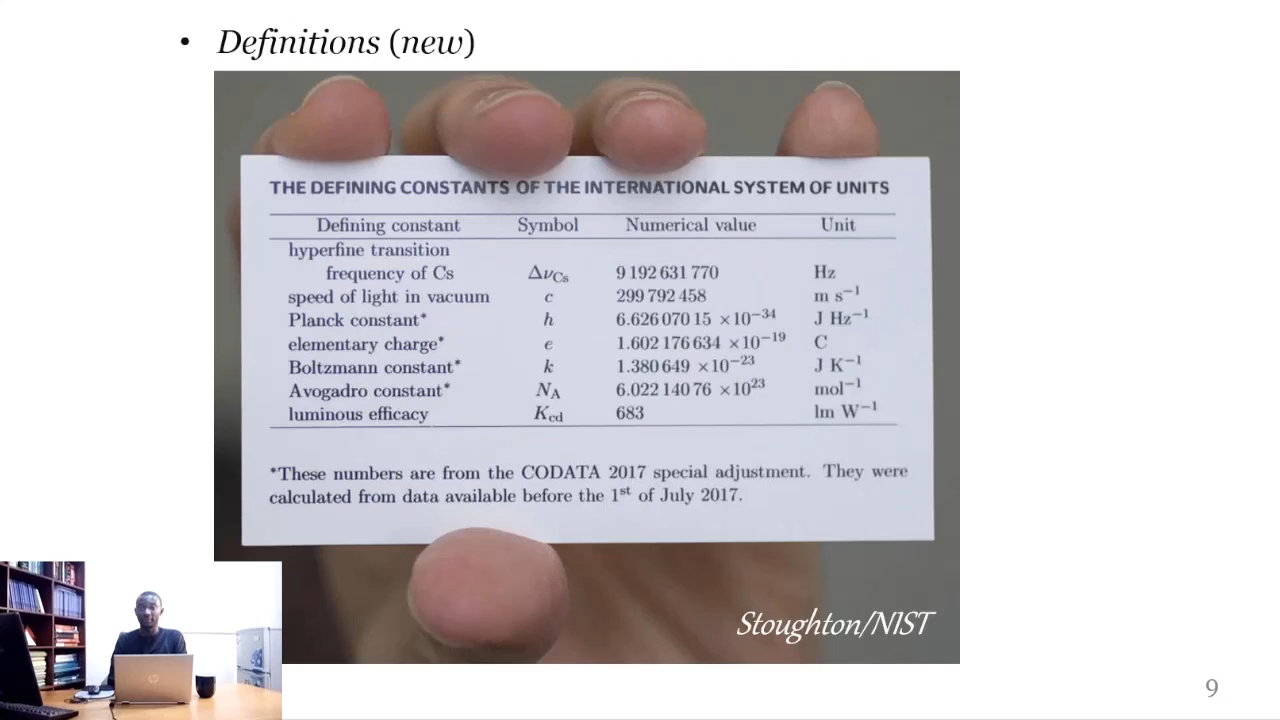 • Definitions (new)
THE DEFINING CONSTANTS OF THE INTERNATIONAL SYSTEM OF UNITS
Defining constant Symbol Numerical value Unit
hyperfine transition
frequency of Cs Δν_Cs 9 192 631 770 Hz
speed of light in vacuum c 299 792 458 m s⁻¹
Planck constant* h 6.626 070 15 ×10⁻³⁴ J Hz⁻¹
elementary charge* e 1.602 176 634 ×10⁻¹⁹ C
Boltzmann constant* k 1.380 649 ×10⁻²³ J K⁻¹
Avogadro constant* N_A 6.022 140 76 ×10²³ mol⁻¹
luminous efficacy K_cd 683 lm W⁻¹
*These numbers are from the CODATA 2017 special adjustment. They were
calculated from data available before the 1ˢᵗ of July 2017.
Stoughton/NIST
9